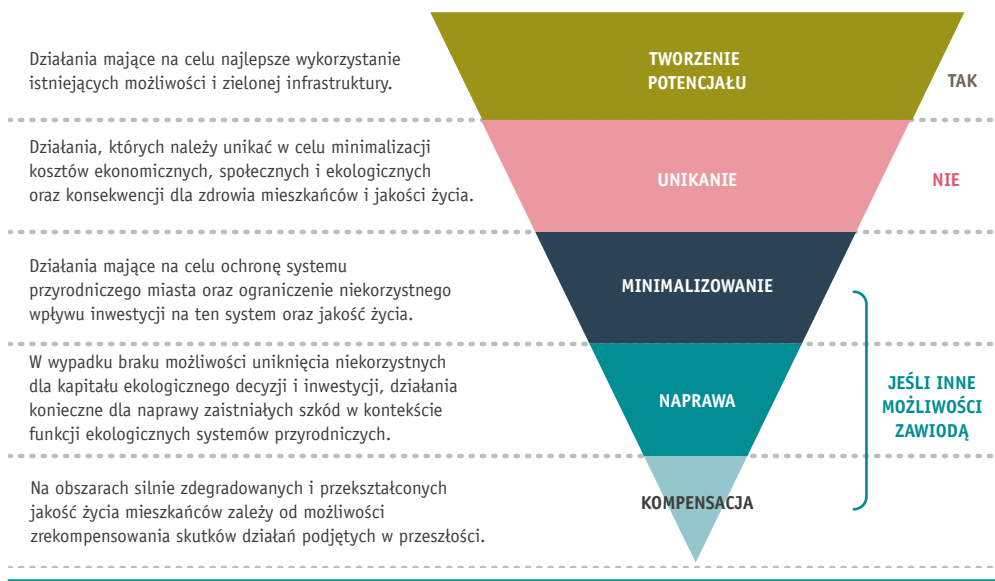 Działania mające na celu najlepsze wykorzystanie
istniejących możliwości i zielonej infrastruktury.
TWORZENIE
POTENCJAŁU
TAK
Działania, których należy unikać w celu minimalizacji
kosztów ekonomicznych, społecznych i ekologicznych
oraz konsekwencji dla zdrowia mieszkańców i jakości życia.
UNIKANIE
NIE
Działania mające na celu ochronę systemu
przyrodniczego miasta oraz ograniczenie niekorzystnego
wpływu inwestycji na ten system oraz jakość życia.
MINIMALIZOWANIE
W wypadku braku możliwości uniknięcia niekorzystnych
dla kapitału ekologicznego decyzji i inwestycji, działania
konieczne dla naprawy zaistniałych szkód w kontekście
funkcji ekologicznych systemów przyrodniczych.
NAPRAWA
JEŚLI INNE
MOŻLIWOŚCI
ZAWIODĄ
Na obszarach silnie zdegradowanych i przekształconych
jakość życia mieszkańców zależy od możliwości
zrekompensowania skutków działań podjętych w przeszłości.
KOMPENSACJA